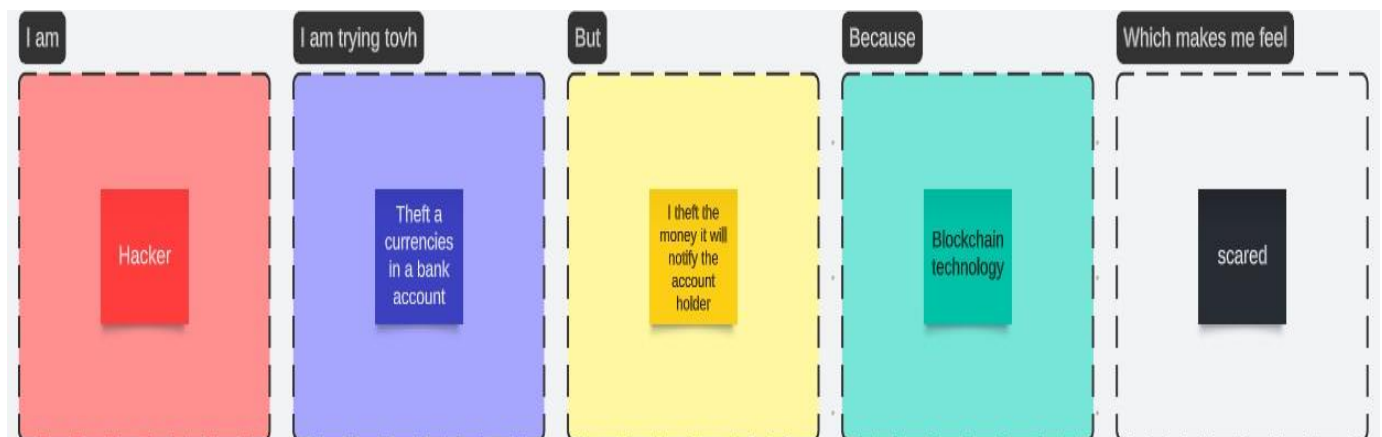 I am
I am trying tovh
But
Because
Which makes me feel
Hacker
Theft a
currencies
in a bank
account
I theft the
money it will
notify the
account
holder
Blockchain
technology
scared